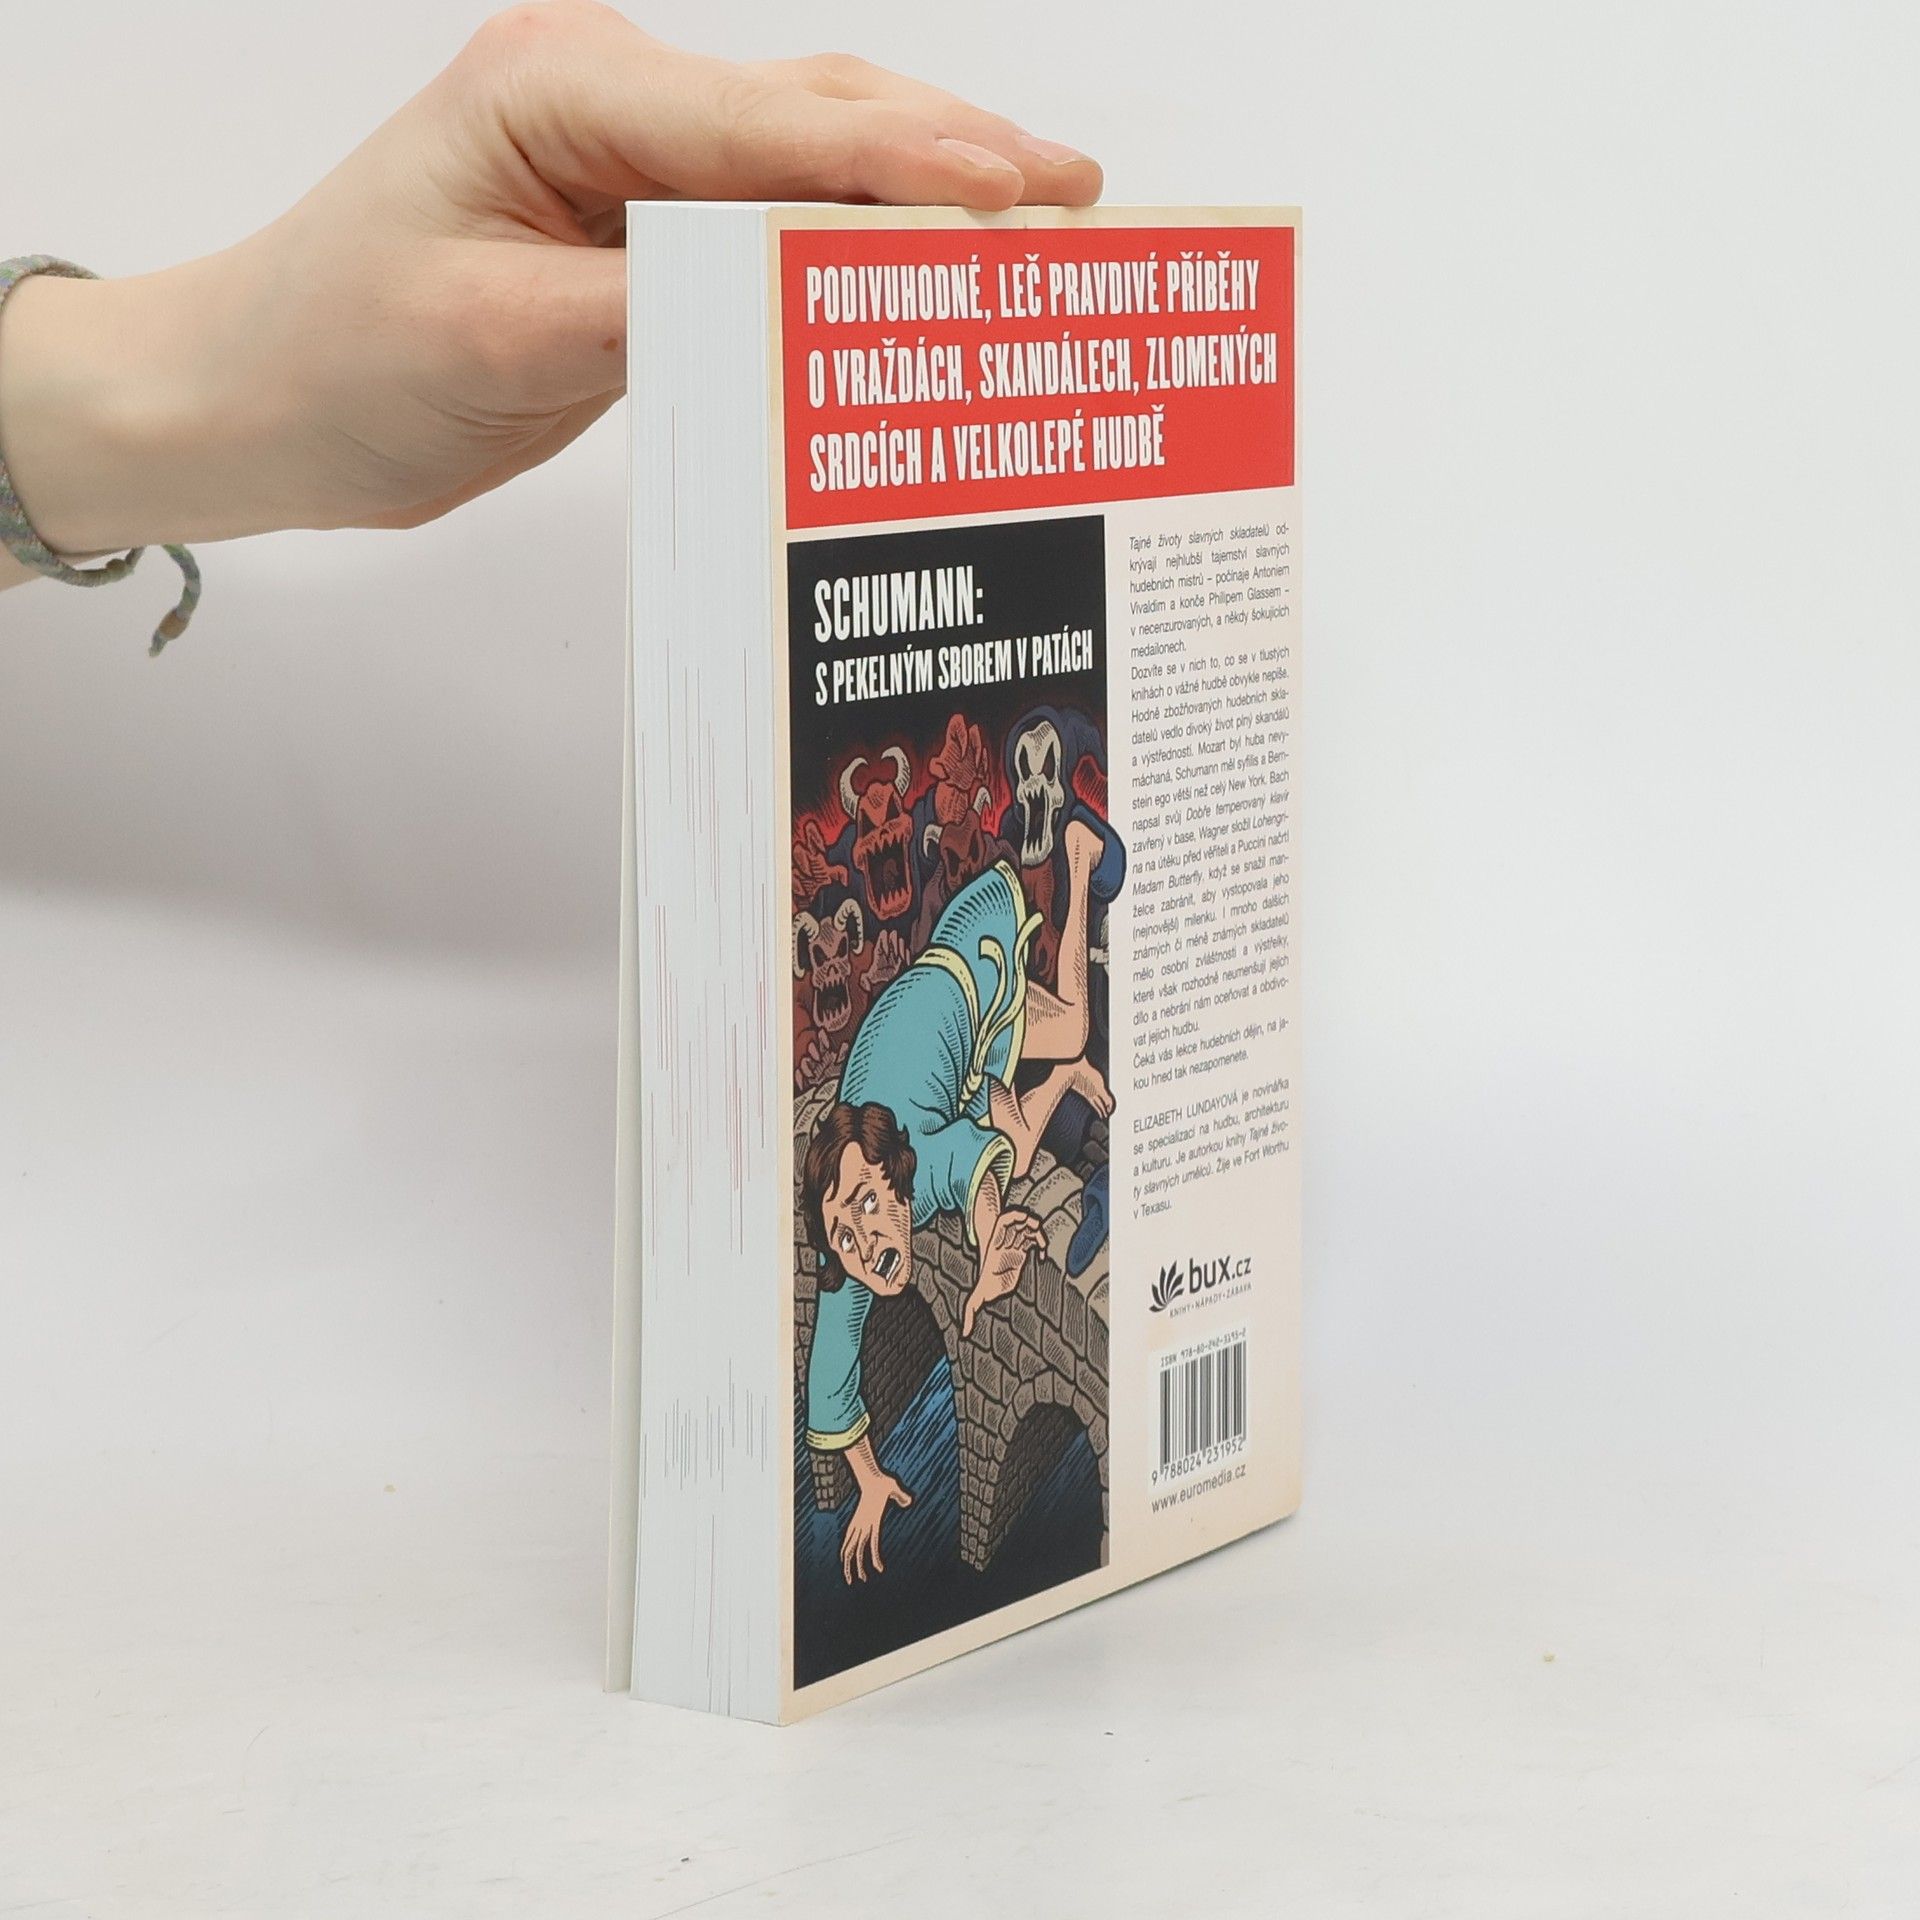 PODIVUHODNÉ, LEČ PRAVDIVÉ PŘÍBĚHY
O VRAŽDÁCH, SKANDÁLECH, ZLOMENÝCH
SRDCÍCH A VELKOLEPÉ HUDBĚ
SCHUMANN:
S PEKELNÝM SBOREM V PATÁCH
Tajné životy slavných skladatelů od-
krývají nejhlubší tajemství slavných
hudebních mistrů – počínaje Antoniem
Vivaldim a konče Philipem Glassem –
v necenzurovaných, a někdy šokujících
medailonech.
Dozvíte se v nich to, co se v tlustých
knihách o vážné hudbě obvykle nepíše.
Hodně zbožňovaných hudebních skla-
datelů vedlo divoký život plný skandálů
a výstředností. Mozart byl huba nevy-
máchaná, Schumann měl syfilis a Bern-
stein ego větší než celý New York. Bach
napsal svůj Dobře temperovaný klavír
zavřený v base, Wagner složil Lohengri-
na na útěku před věřiteli a Puccini načrtl
Madam Butterfly, když se snažil man-
želce zabránit, aby vystopovala jeho
(nejnovější) milenku. I mnoho dalších
známých či méně známých skladatelů
mělo osobní zvláštnosti a výstřelky,
které však rozhodně neumenšují jejich
dílo a nebrání nám oceňovat a obdivo-
vat jejich hudbu.
Čeká vás lekce hudebních dějin, na ja-
kou hned tak nezapomenete.
ELIZABETH LUNDAYOVÁ je novinářka
se specializací na hudbu, architekturu
a kulturu. Je autorkou knihy Tajné živo-
ty slavných umělců. Žije ve Fort Worthu
v Texasu.
bux.cz
KNIHY•NÁPADY•ZÁBAVA
ISBN 978-80-242-3195-2
9 788024 231952
www.euromedia.cz